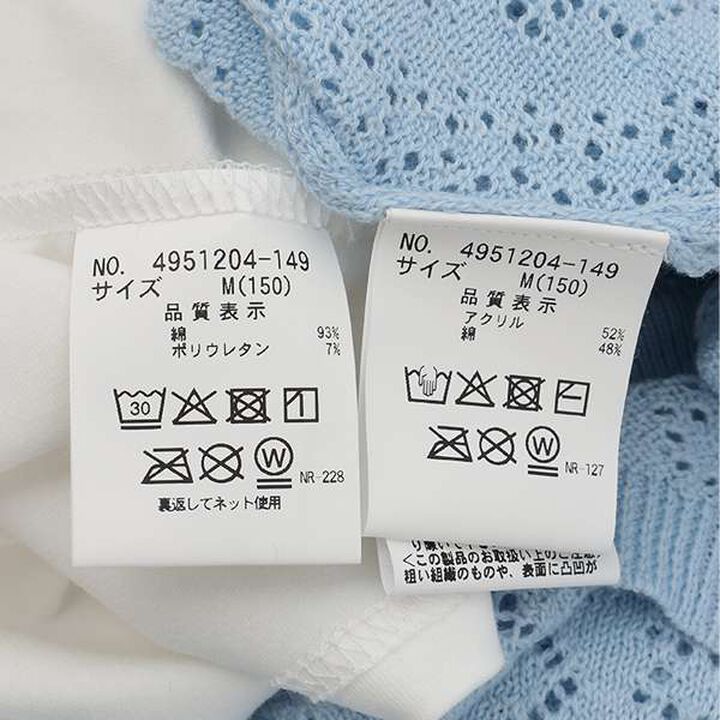 NO. 4951204-149
サイズ M(150)
品質表示
綿 93%
ポリウレタン 7%
30
W
NR-228
裏返してネット使用
NO. 4951204-149
サイズ M(150)
品質表示
アクリル 52%
綿 48%
W
NR-127
<この製品のお取扱い上のご注意>
粗い組織のものや、表面に凸凹が